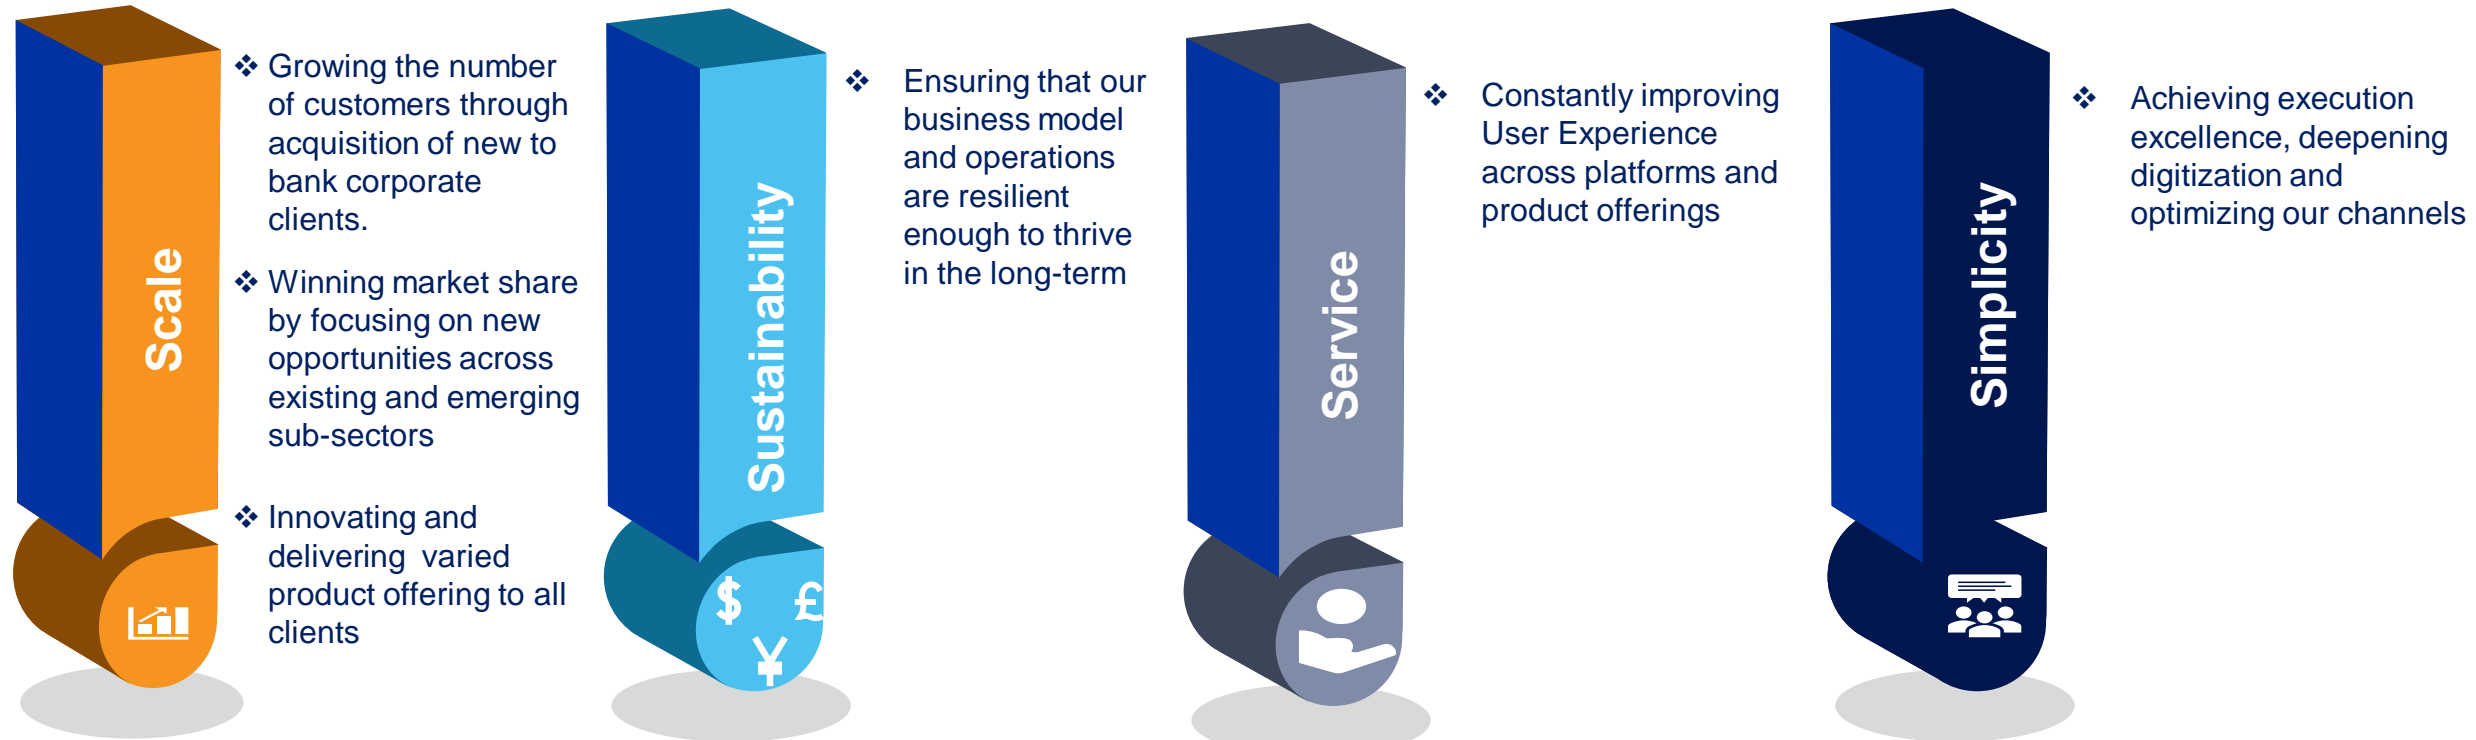 Scale
❖ Growing the number
of customers through
acquisition of new to
bank corporate
clients.
❖ Winning market share
by focusing on new
opportunities across
existing and emerging
sub-sectors
❖ Innovating and
delivering  varied
product offering to all
clients
Sustainability
❖ Ensuring that our
business model
and operations
are resilient
enough to thrive
in the long-term
$ £
¥
Service
❖ Constantly improving
User Experience
across platforms and
product offerings
Simplicity
❖ Achieving execution
excellence, deepening
digitization and
optimizing our channels